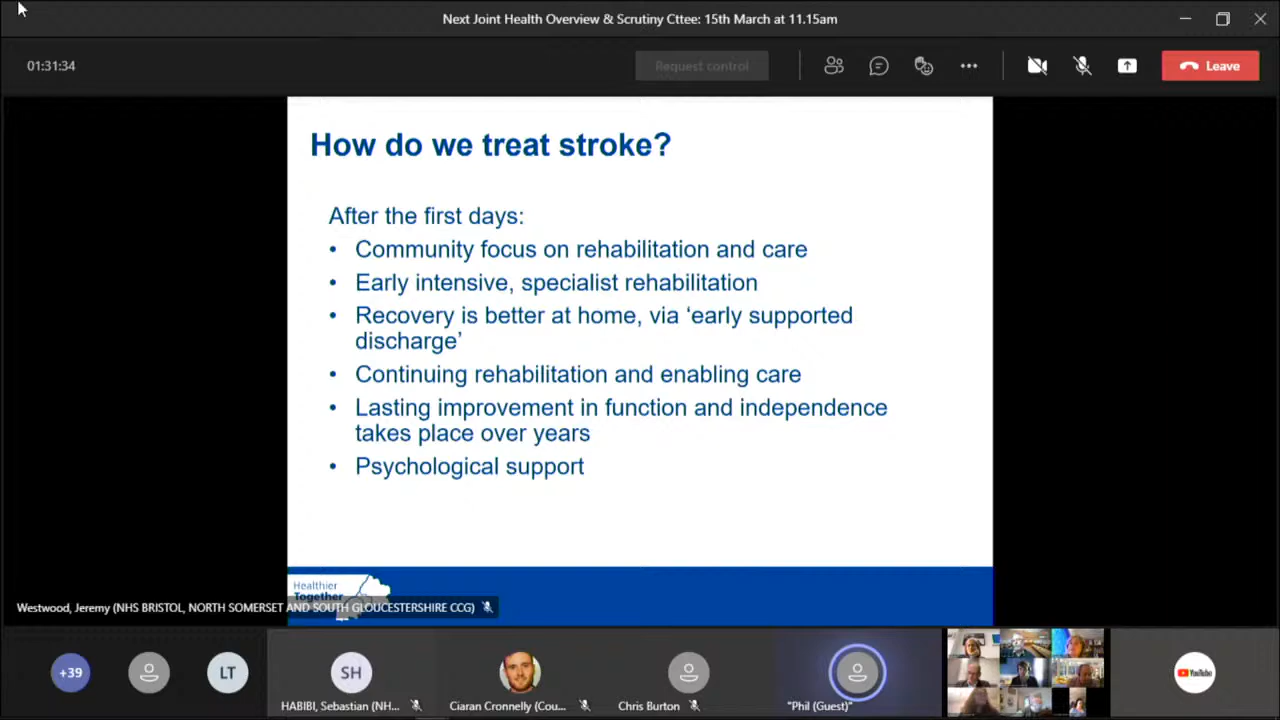 Next Joint Health Overview & Scrutiny Cttee: 15th March at 11.15am
01:31:34
Request control
Leave
How do we treat stroke?
After the first days:
• Community focus on rehabilitation and care
• Early intensive, specialist rehabilitation
• Recovery is better at home, via ‘early supported
discharge’
• Continuing rehabilitation and enabling care
• Lasting improvement in function and independence
takes place over years
• Psychological support
Healthier
Together
Westwood, Jeremy (NHS BRISTOL, NORTH SOMERSET AND SOUTH GLOUCESTERSHIRE CCG)
+39
LT
SH
HABIBI, Sebastian (NH...
Ciaran Cronnelly (Cou...
Chris Burton
"Phil (Guest)"
YouTube